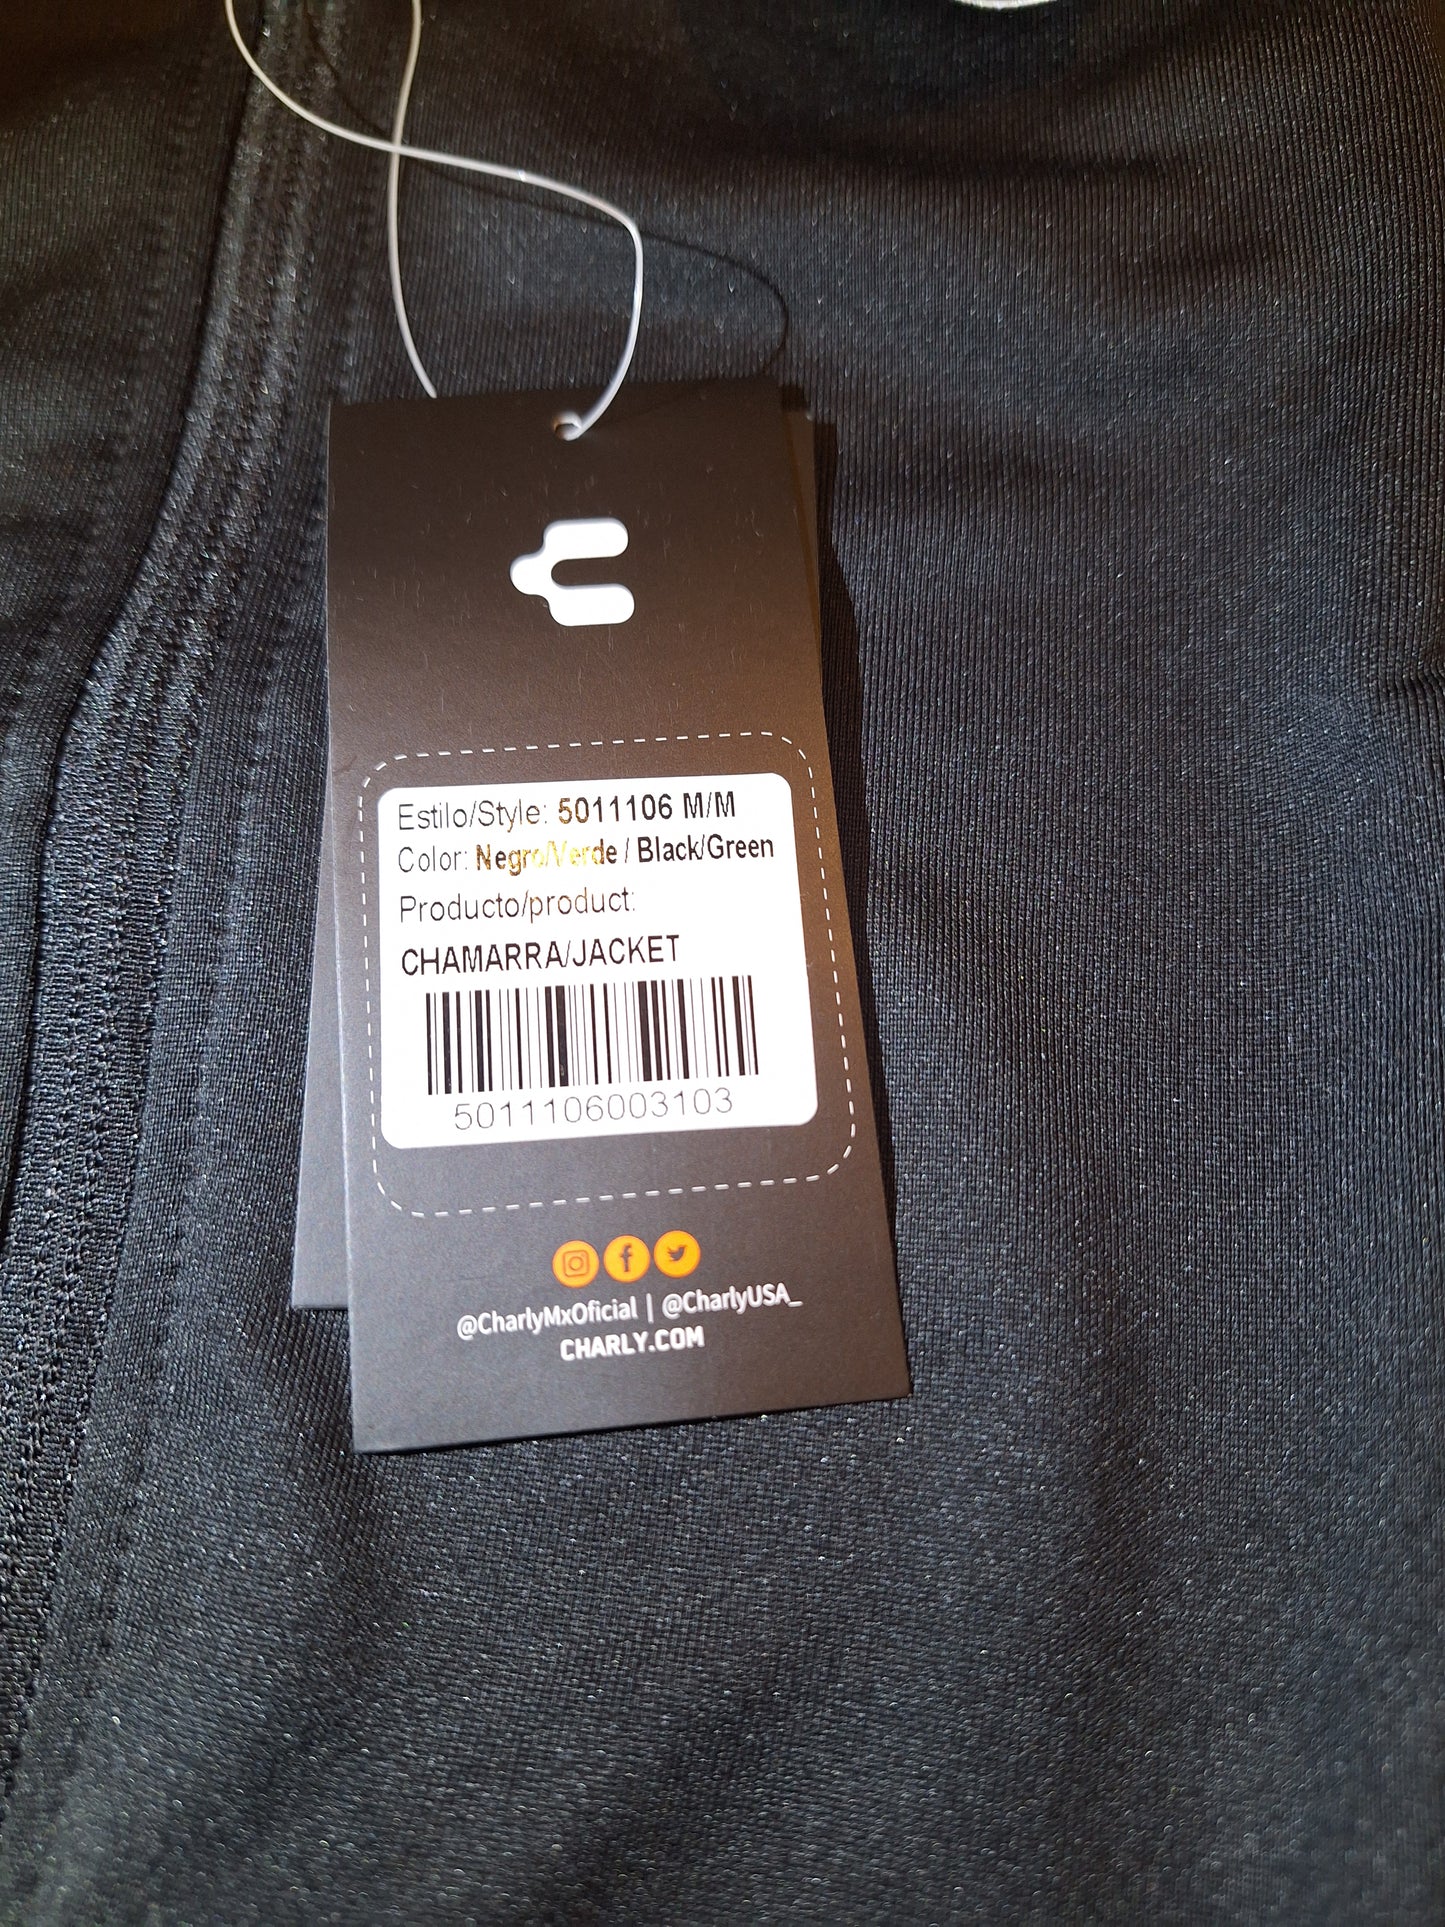 Estilo/Style: 5011106 M/M
Color: Negro/Verde / Black/Green
Producto/product:
CHAMARRA/JACKET
5011106003103
@CharlyMxOficial | @CharlyUSA_
CHARLY.COM